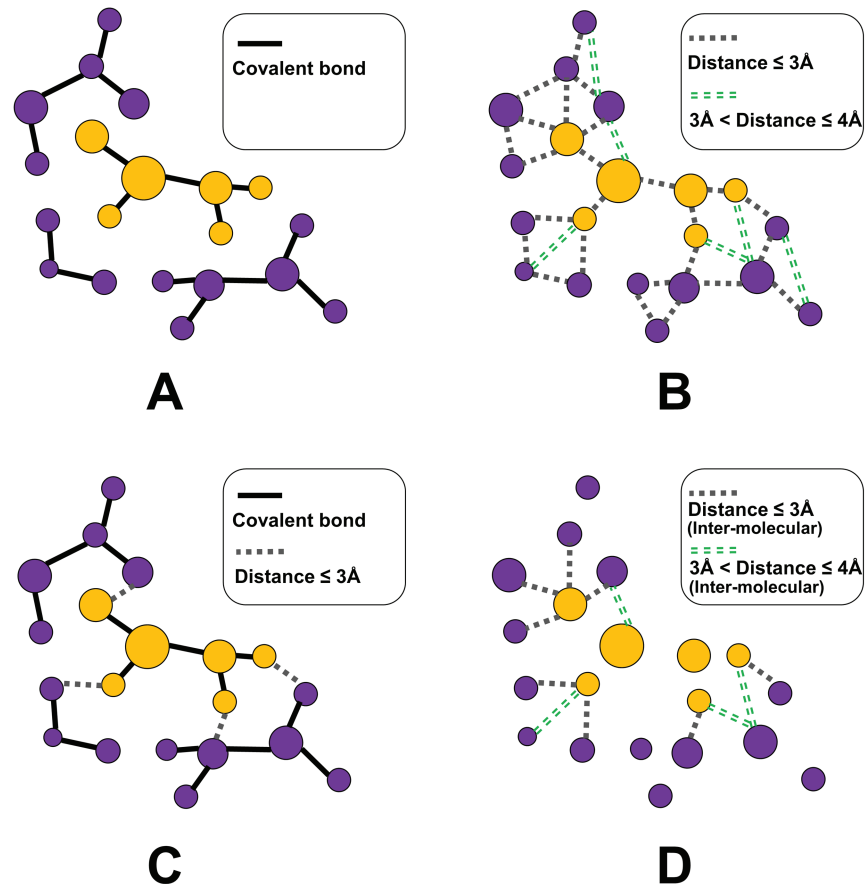 Covalent bond
Distance ≤ 3Å
3Å < Distance ≤ 4Å
A
B
Covalent bond
Distance ≤ 3Å
Distance ≤ 3Å
(Inter-molecular)
3Å < Distance ≤ 4Å
(Inter-molecular)
C
D